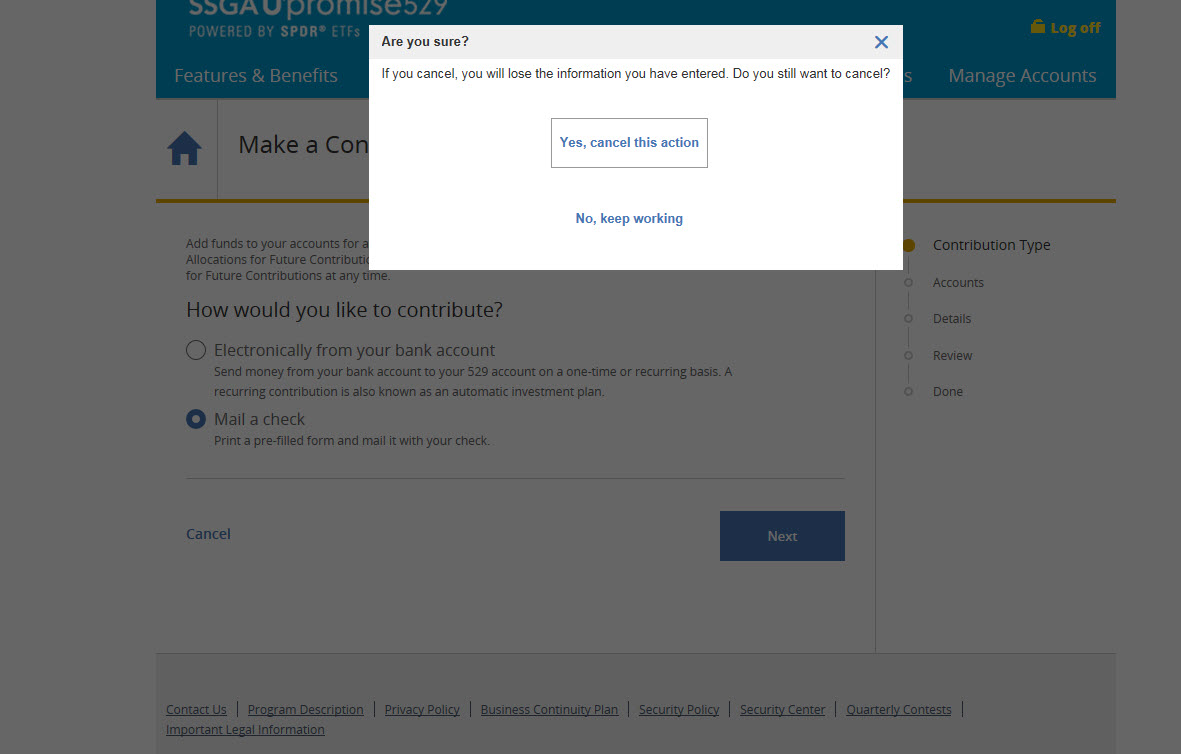 SSGA Upromise529
POWERED BY SPDR® ETFs
Log off
Features & Benefits
Manage Accounts
Are you sure?
If you cancel, you will lose the information you have entered. Do you still want to cancel?
Yes, cancel this action
No, keep working
Make a Con
Add funds to your accounts for a
Allocations for Future Contributi
for Future Contributions at any time.
How would you like to contribute?
Electronically from your bank account
Send money from your bank account to your 529 account on a one-time or recurring basis. A
recurring contribution is also known as an automatic investment plan.
Mail a check
Print a pre-filled form and mail it with your check.
Cancel
Next
Contribution Type
Accounts
Details
Review
Done
Contact Us | Program Description | Privacy Policy | Business Continuity Plan | Security Policy | Security Center | Quarterly Contests |
Important Legal Information